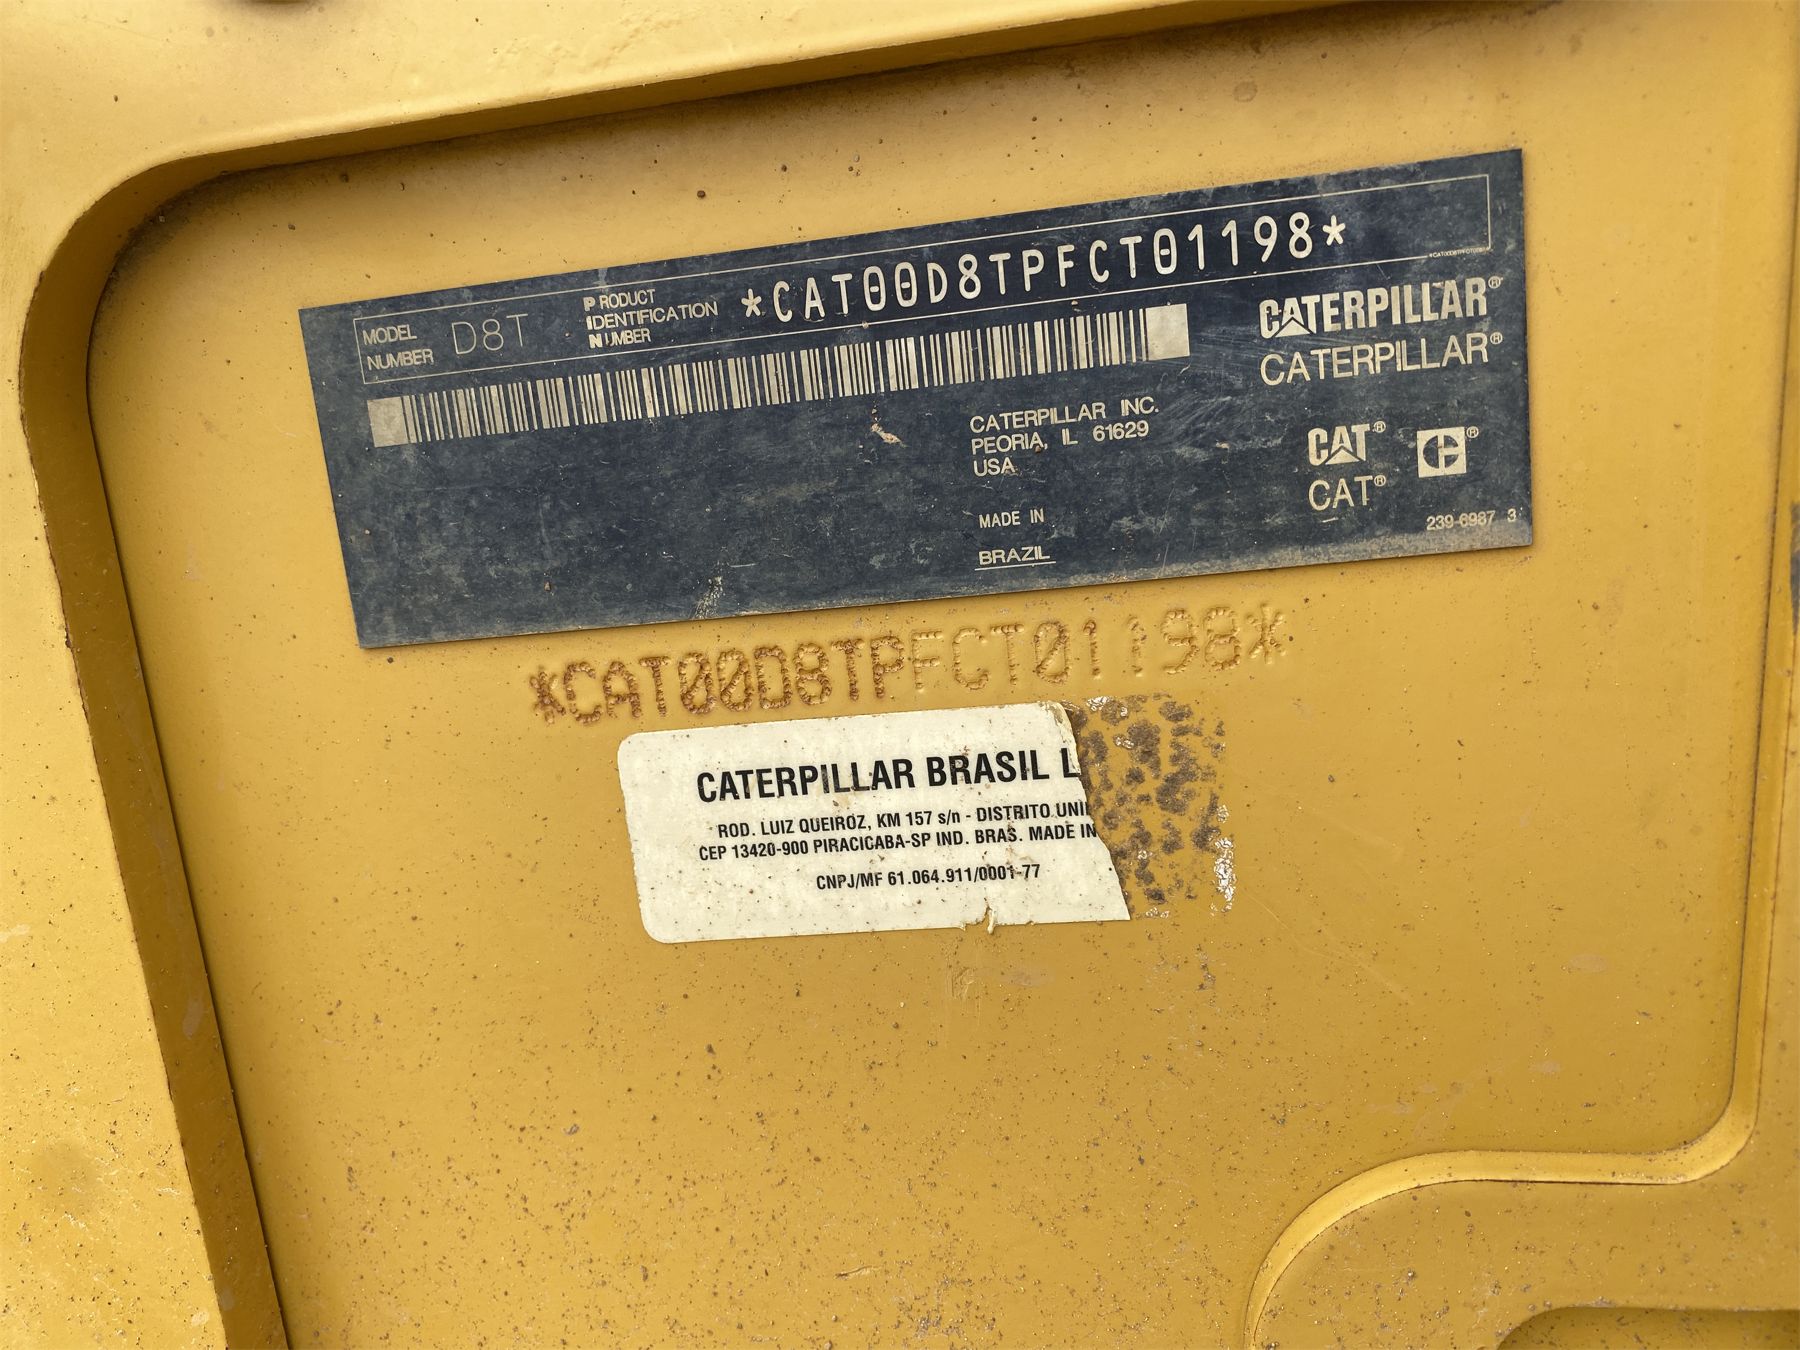 MODEL NUMBER D8T
PRODUCT IDENTIFICATION NUMBER
*CAT00D8TPFCT01198*
CATERPILLAR®
CATERPILLAR®
CATERPILLAR INC.
PEORIA, IL 61629
USA
CAT®
CAT®
MADE IN
BRAZIL
239-6987 3
*CAT00D8TPFCT01198*
CATERPILLAR BRASIL L
ROD. LUIZ QUEIROZ, KM 157 s/n - DISTRITO UNI
CEP 13420-900 PIRACICABA-SP IND. BRAS. MADE IN
CNPJ/MF 61.064.911/0001-77